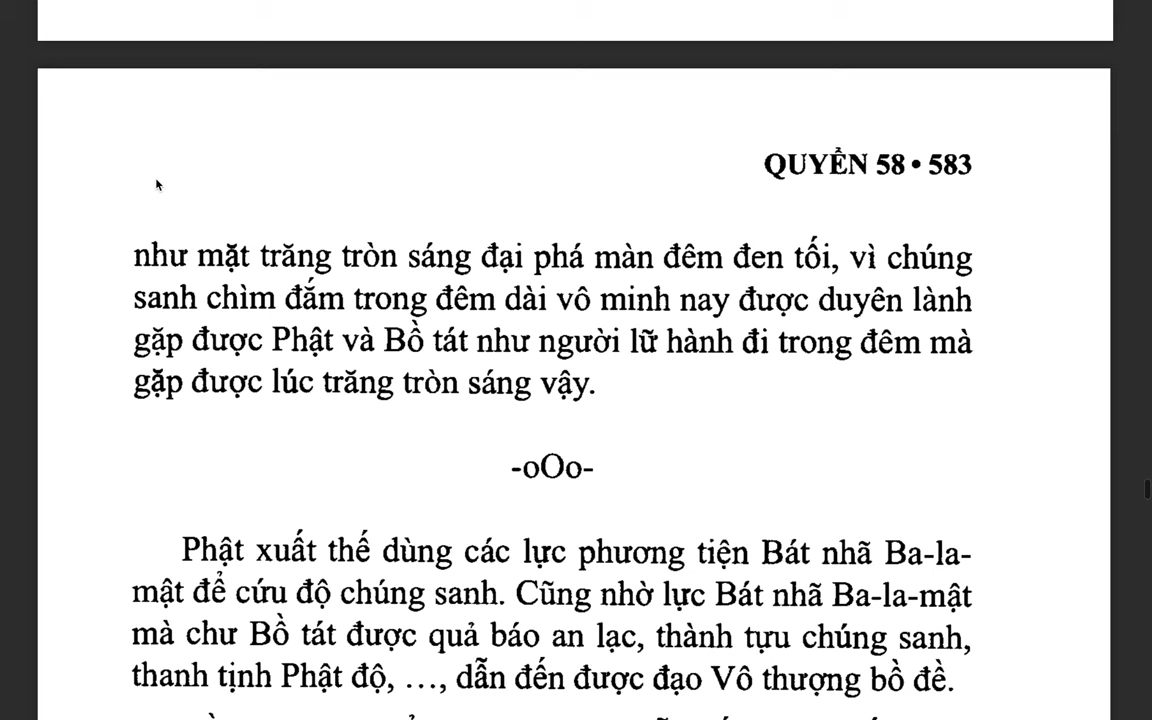 QUYỂN 58 • 583
như mặt trăng tròn sáng đại phá màn đêm đen tối, vì chúng
sanh chìm đắm trong đêm dài vô minh nay được duyên lành
gặp được Phật và Bồ tát như người lữ hành đi trong đêm mà
gặp được lúc trăng tròn sáng vậy.
-oOo-
Phật xuất thế dùng các lực phương tiện Bát nhã Ba-la-
mật để cứu độ chúng sanh. Cũng nhờ lực Bát nhã Ba-la-mật
mà chư Bồ tát được quả báo an lạc, thành tựu chúng sanh,
thanh tịnh Phật độ, ..., dẫn đến được đạo Vô thượng bồ đề.